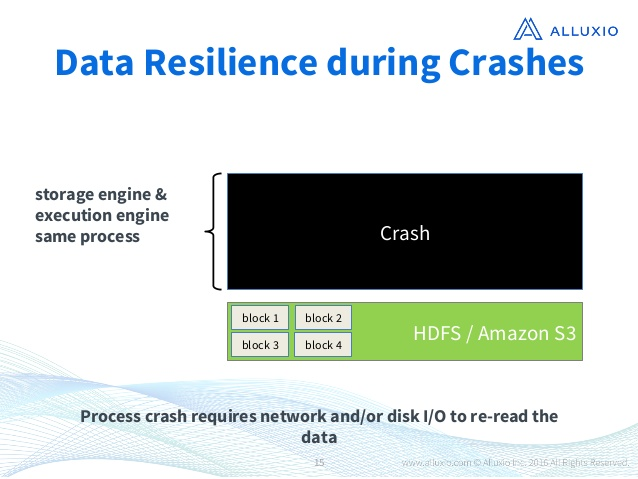 ALLUXIO
Data Resilience during Crashes
storage engine &
execution engine
same process
Crash
block 1
block 2
block 3
block 4
HDFS / Amazon S3
Process crash requires network and/or disk I/O to re-read the
data
15
www.alluxio.com © Alluxio Inc. 2016 All Rights Reserved.